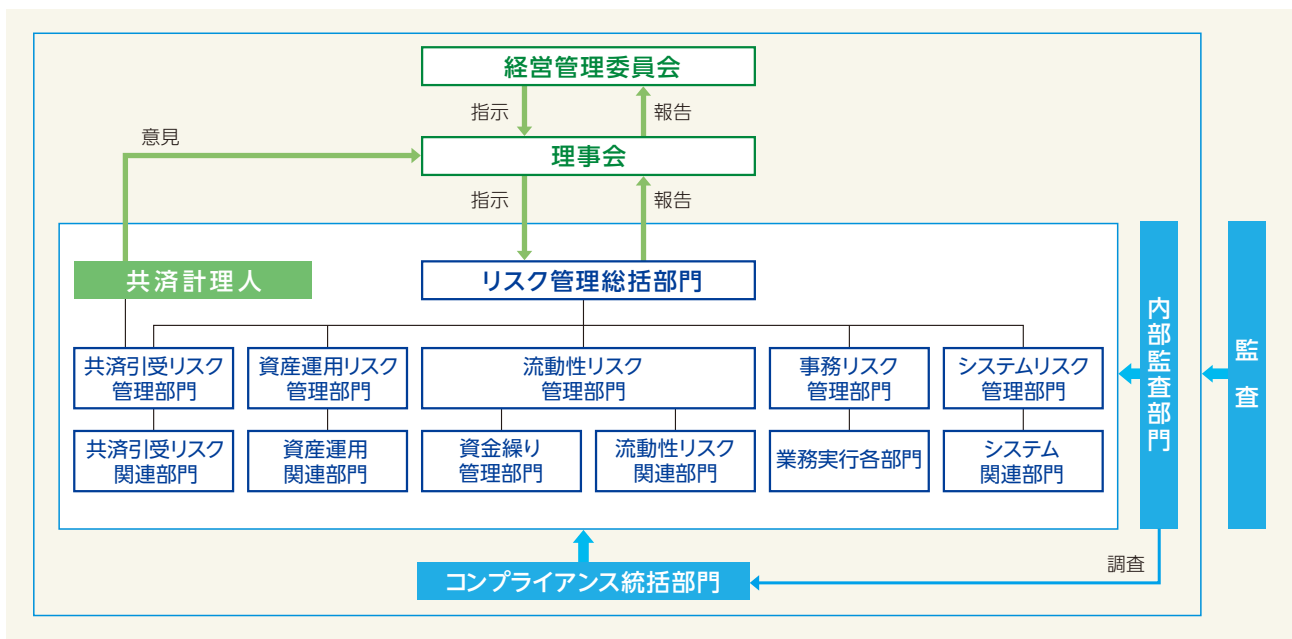 経営管理委員会
指示
報告
意見
理事会
指示
報告
共済計理人
リスク管理総括部門
共済引受リスク
管理部門
資産運用リスク
管理部門
流動性リスク
管理部門
事務リスク
管理部門
システムリスク
管理部門
共済引受リスク
関連部門
資産運用
関連部門
資金繰り
管理部門
流動性リスク
関連部門
業務実行各部門
システム
関連部門
内部監査部門
監査
調査
コンプライアンス統括部門